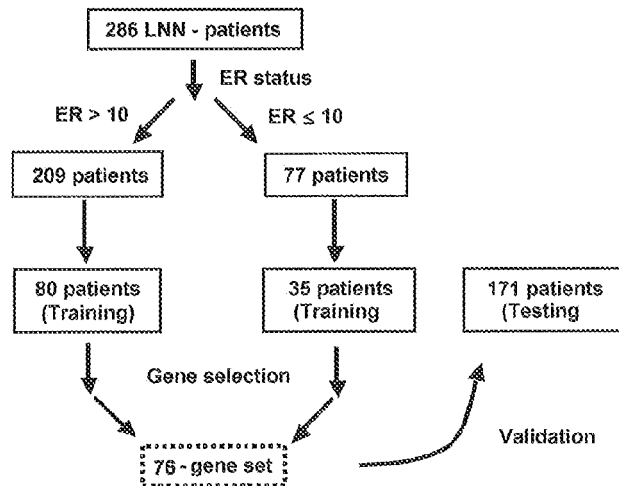 286 LNN - patients
ER status
ER > 10
ER ≤ 10
209 patients
77 patients
80 patients
(Training)
35 patients
(Training
171 patients
(Testing
Gene selection
76 - gene set
Validation